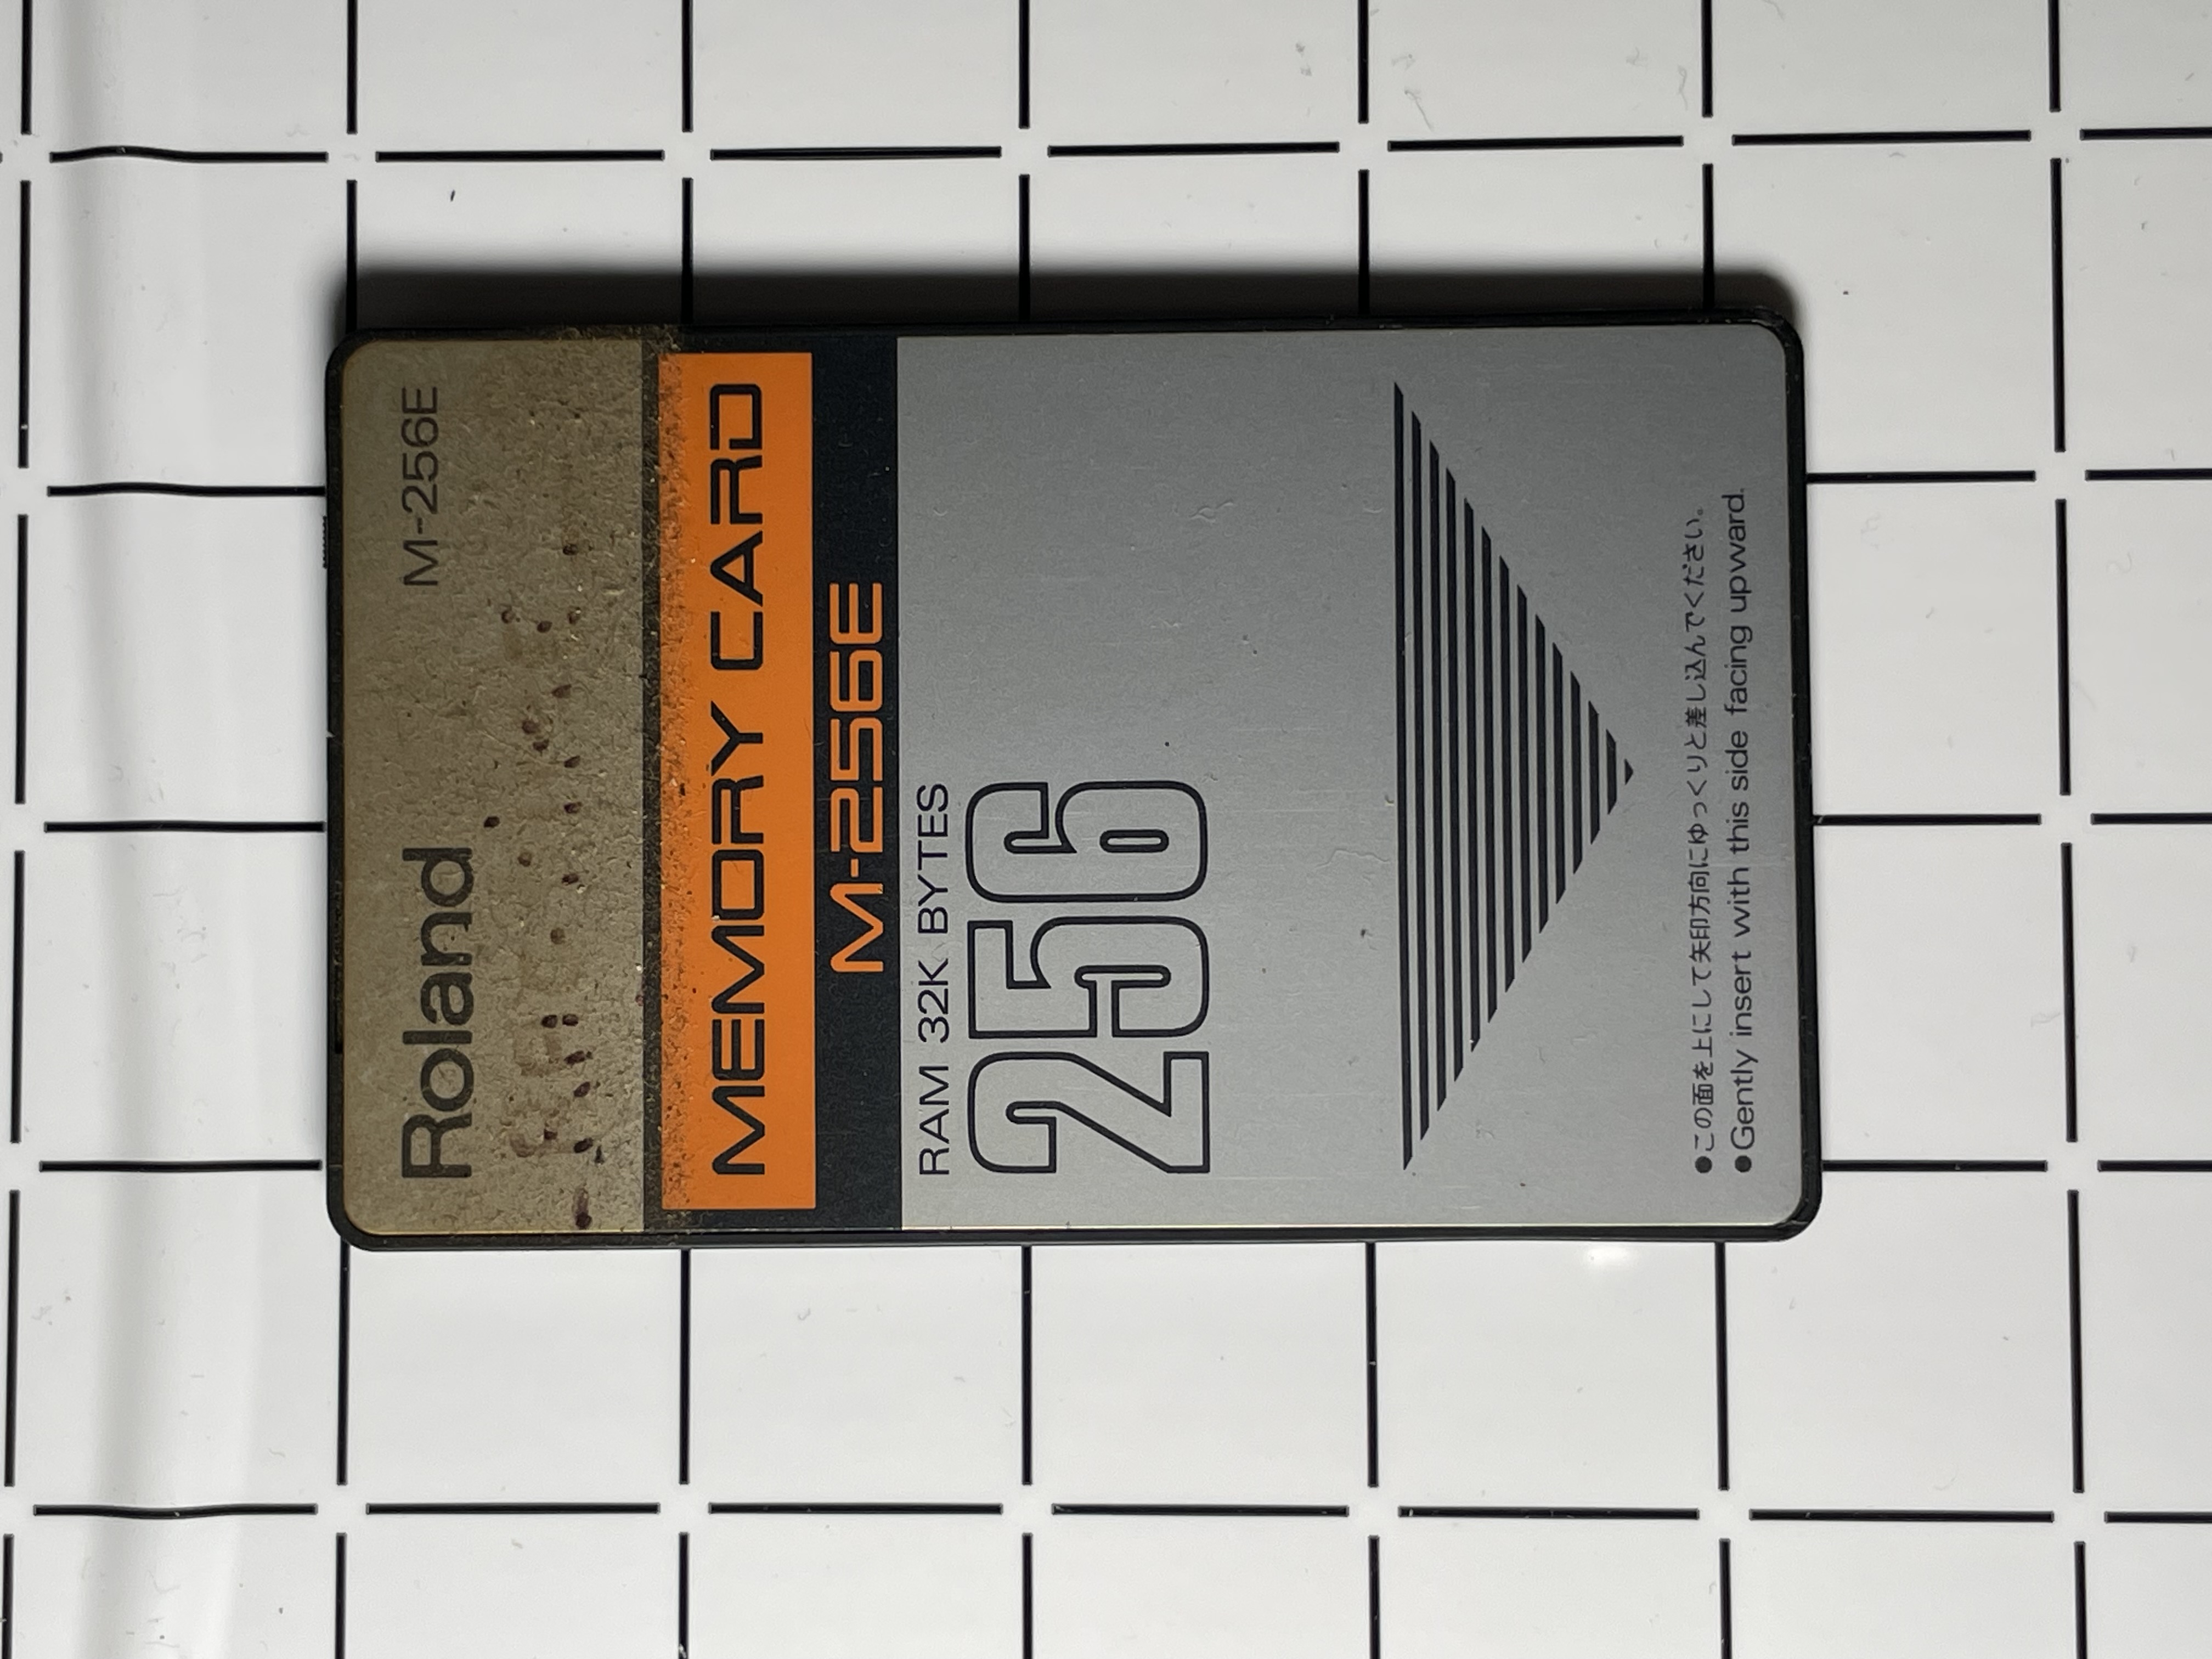 Roland M-256E
MEMORY CARD
M-256E
RAM 32K BYTES
256
●この面を上にして矢印方向にゆっくりと差し込んでください。
●Gently insert with this side facing upward.